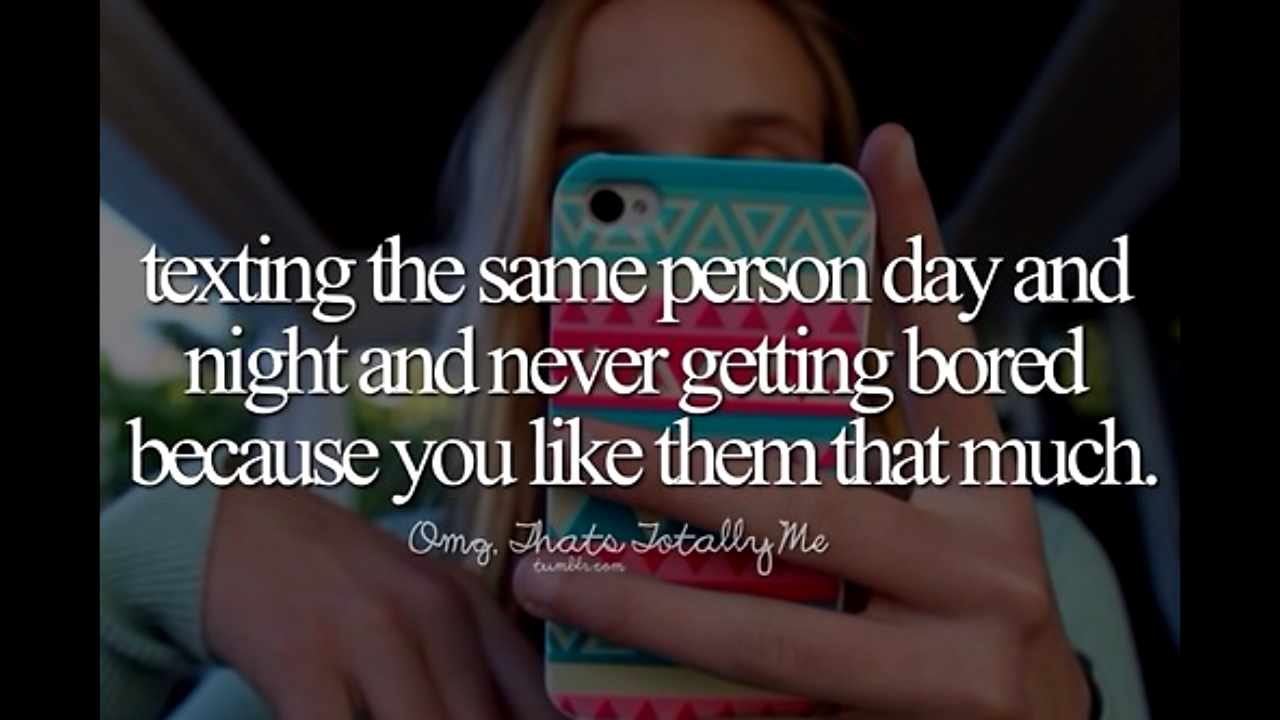 texting the same person day and
night and never getting bored
because you like them that much.
Omg, Thats Totally Me
tumblr.com